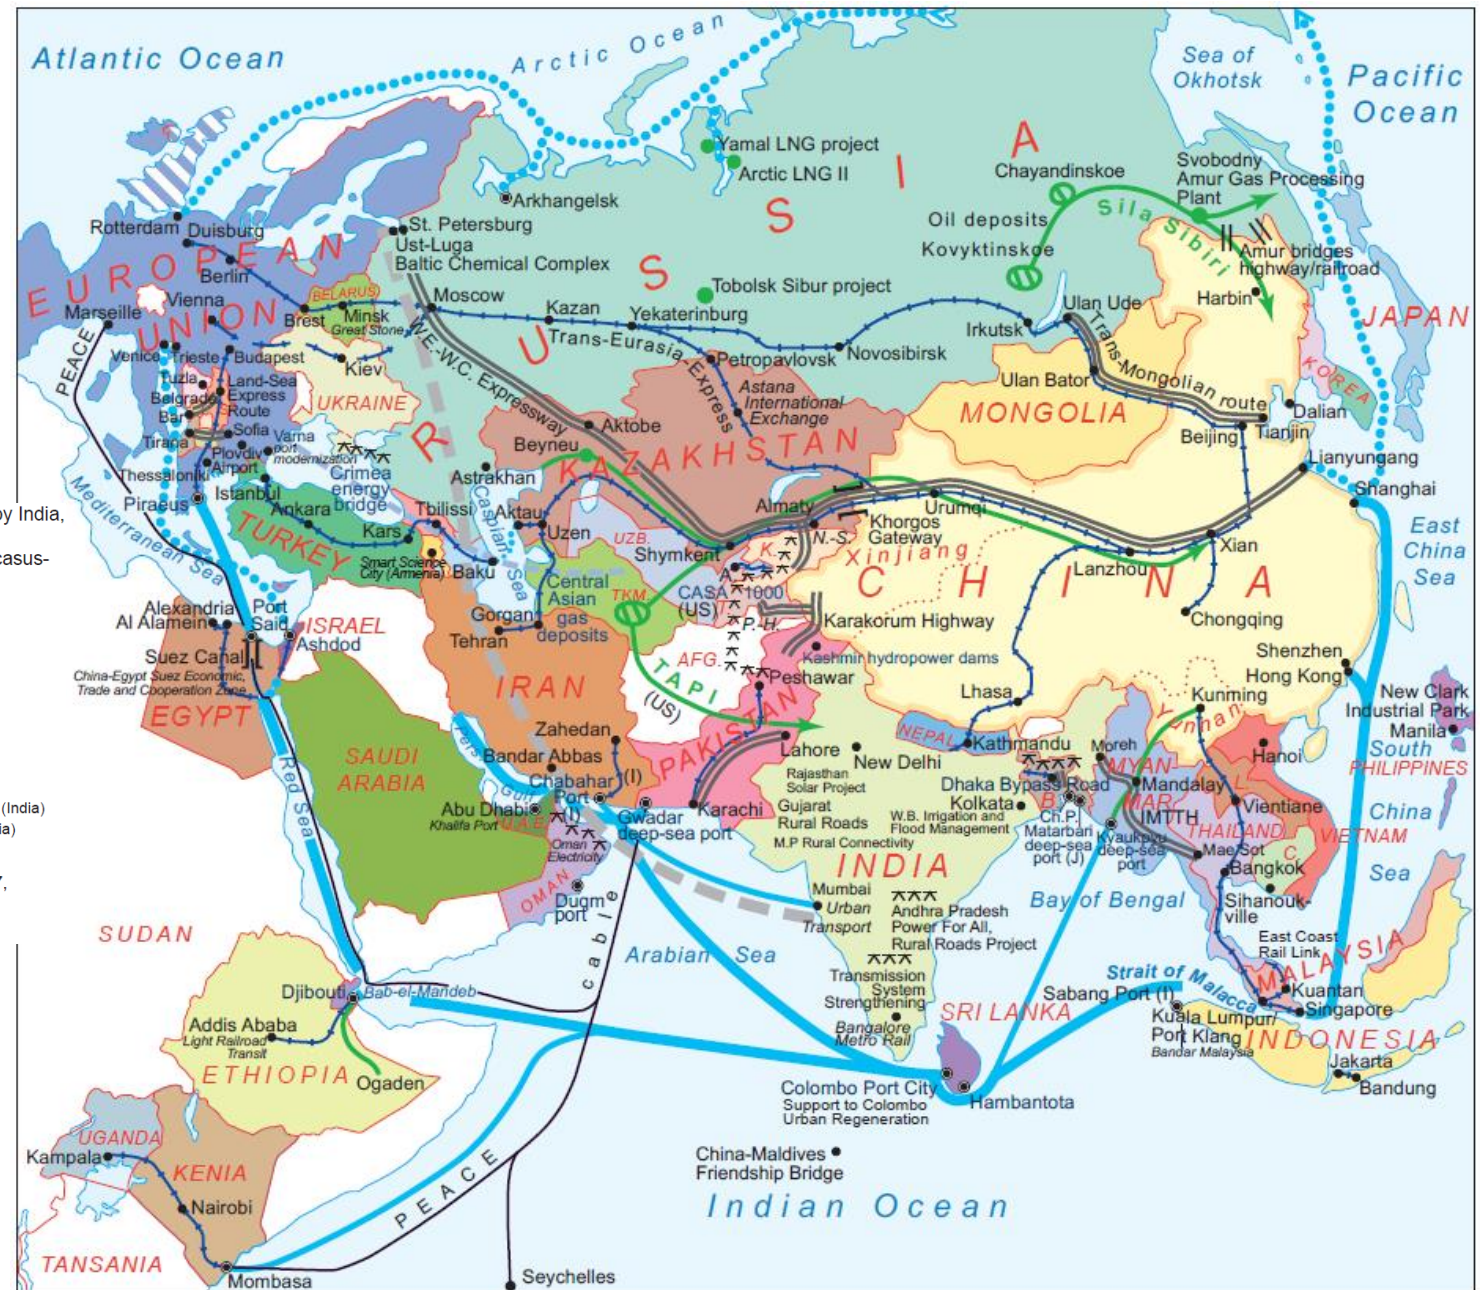 Atlantic Ocean
Arctic Ocean
Sea of
Okhotsk
Pacific
Ocean
RUSSIA
Yamal LNG project
Arctic LNG II
Chayandinskoe
Svobodny
Amur Gas Processing
Plant
Arkhangelsk
Oil deposits
Kovyktinskoe
Sila Sibiri
Amur bridges
highway/railroad
Harbin
Rotterdam
Duisburg
Berlin
EUROPEAN
UNION
St. Petersburg
Ust-Luga
Baltic Chemical Complex
Tobolsk Sibur project
Marseille
Vienna
BELARUS)
Brest
Minsk
Great Stone
Moscow
Kazan
Yekaterinburg
Trans-Eurasia-Express
Petropavlovsk
Novosibirsk
Irkutsk
Ulan Ude
Trans-Mongolian route
JAPAN
KOREA
PEACE
Venice
Trieste
Budapest
Kiev
UKRAINE
W.E.-W.C. Expressway
Tuzla
Belgrade
Bar
Tirana
Land-Sea
Express
Route
Sofia
Plovdiv
Airport
Thessaloniki
Varna
port
modernization
Crimea
energy
bridge
Astana
International
Exchange
Ulan Bator
MONGOLIA
Dalian
Beijing
Tianjin
Lianyungang
Shanghai
Aktobe
Beyneu
KAZAKHSTAN
Astrakhan
Piraeus
Istanbul
Ankara
TURKEY
Kars
Tbilissi
Smart Science
City (Armenia)
Baku
Caspian
Sea
Aktau
Uzen
UZB.
Shymkent
Almaty
Khorgos
Gateway
N.-S.
K.
Urumqi
Xinjiang
CHINA
Lanzhou
Xian
Chongqing
East
China
Sea
by India,
casus-
(India)
ia)
Mediterranean Sea
Alexandria
Al Alamein
Port
Said
ISRAEL
Ashdod
Suez Canal
China-Egypt Suez Economic,
Trade and Cooperation Zone
EGYPT
Central
Asian
gas
deposits
TKM.
CASA 1000
(US)
P.-H.
Gorgan
Tehran
IRAN
AFG.
TAPI
(US)
Karakorum Highway
Kashmir hydropower dams
Peshawar
PAKISTAN
Lahore
Lhasa
NEPAL
Kathmandu
Kunming
Yunnan
Shenzhen
Hong Kong
New Clark
Industrial Park
Manila
South
PHILIPPINES
China
Sea
SAUDI
ARABIA
Red Sea
Pers.
Gulf
Zahedan
Bandar Abbas
Chabahar (I)
Port
(I)
Abu Dhabi
Khalifa Port
U.A.E.
Oman
Electricity
OMAN
Duqm
port
Gwadar
deep-sea port
Karachi
New Delhi
Rajasthan
Solar Project
Gujarat
Rural Roads
M.P Rural Connectivity
Kolkata
W.B. Irrigation and
Flood Management
INDIA
Dhaka Bypass Road
B.
Ch.P.
Matarbari
deep-sea
port (J)
Moreh
MYAN-
MAR
Mandalay
IMTTH
Kyaukpyu
deep-sea
port
Hanoi
L.
Vientiane
THAILAND
VIETNAM
Mae Sot
Bangkok
C.
Sihanouk-
ville
Mumbai
Urban
Transport
Andhra Pradesh
Power For All,
Rural Roads Project
Transmission
System
Strengthening
Bangalore
Metro Rail
Bay of Bengal
Arabian Sea
cable
SUDAN
Djibouti
Bab-el-Mandeb
Addis Ababa
Light Railroad
Transit
ETHIOPIA
Ogaden
SRI LANKA
Sabang Port (I)
Strait of Malacca
East Coast
Rail Link
MALAYSIA
Kuantan
Singapore
Kuala Lumpur/
Port Klang
Bandar Malaysia
INDONESIA
Jakarta
Bandung
Colombo Port City
Support to Colombo
Urban Regeneration
Hambantota
China-Maldives
Friendship Bridge
Indian Ocean
UGANDA
Kampala
KENIA
Nairobi
TANSANIA
Mombasa
PEACE
Seychelles